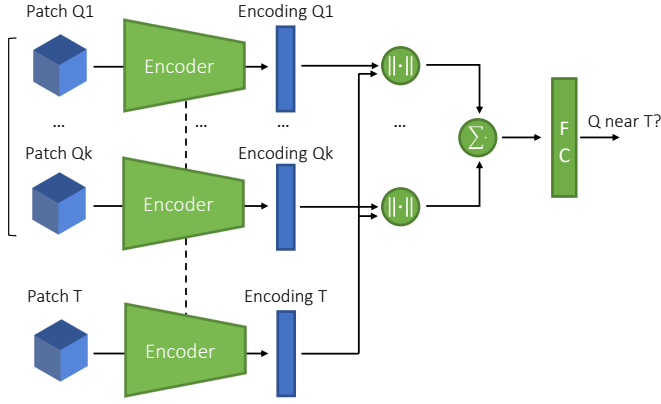 Patch Q1
Encoding Q1
Encoder
||·||
...
...
...
...
F
C
Q near T?
Σ·
Patch Qk
Encoding Qk
Encoder
||·||
Patch T
Encoding T
Encoder